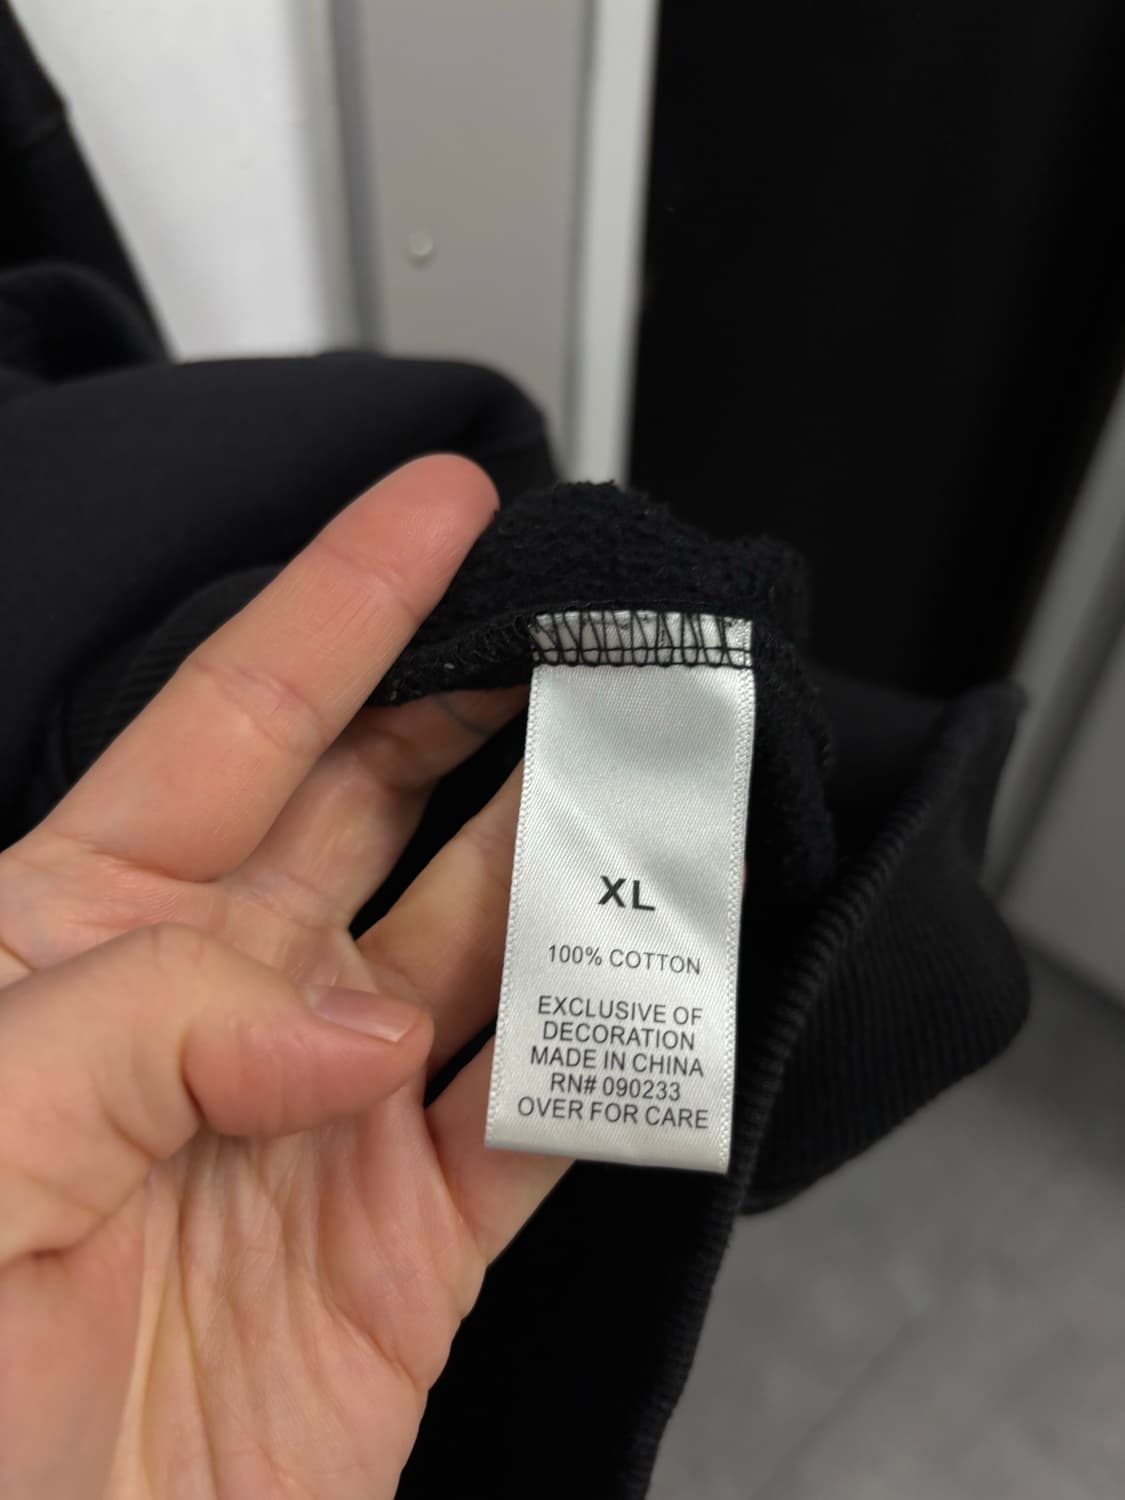 XL
100% COTTON
EXCLUSIVE OF
DECORATION
MADE IN CHINA
RN# 090233
OVER FOR CARE